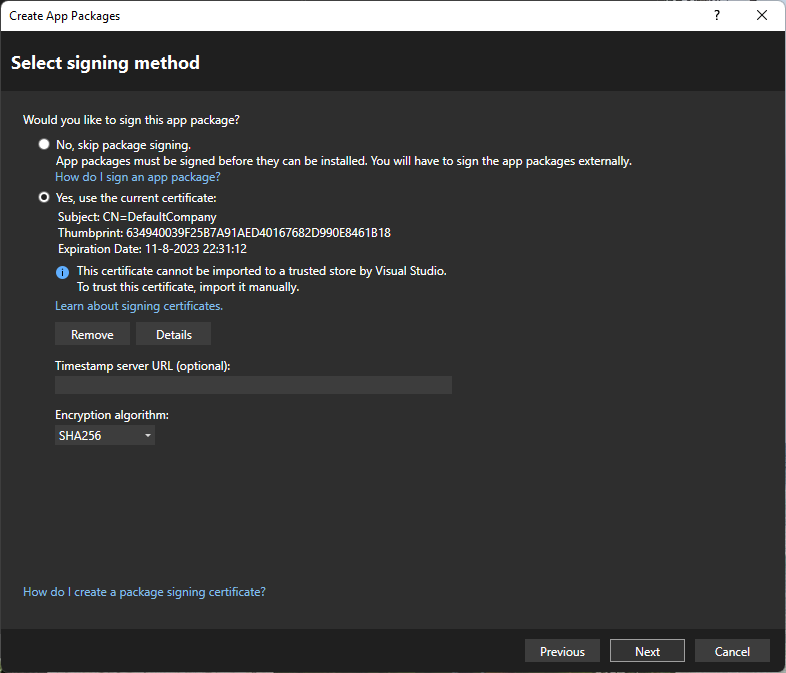 Create App Packages
?
Select signing method
Would you like to sign this app package?
No, skip package signing.
App packages must be signed before they can be installed. You will have to sign the app packages externally.
How do I sign an app package?
Yes, use the current certificate:
Subject: CN=DefaultCompany
Thumbprint: 634940039F25B7A91AED40167682D990E8461B18
Expiration Date: 11-8-2023 22:31:12
This certificate cannot be imported to a trusted store by Visual Studio.
To trust this certificate, import it manually.
Learn about signing certificates.
Remove Details
Timestamp server URL (optional):
Encryption algorithm:
SHA256
How do I create a package signing certificate?
Previous Next Cancel